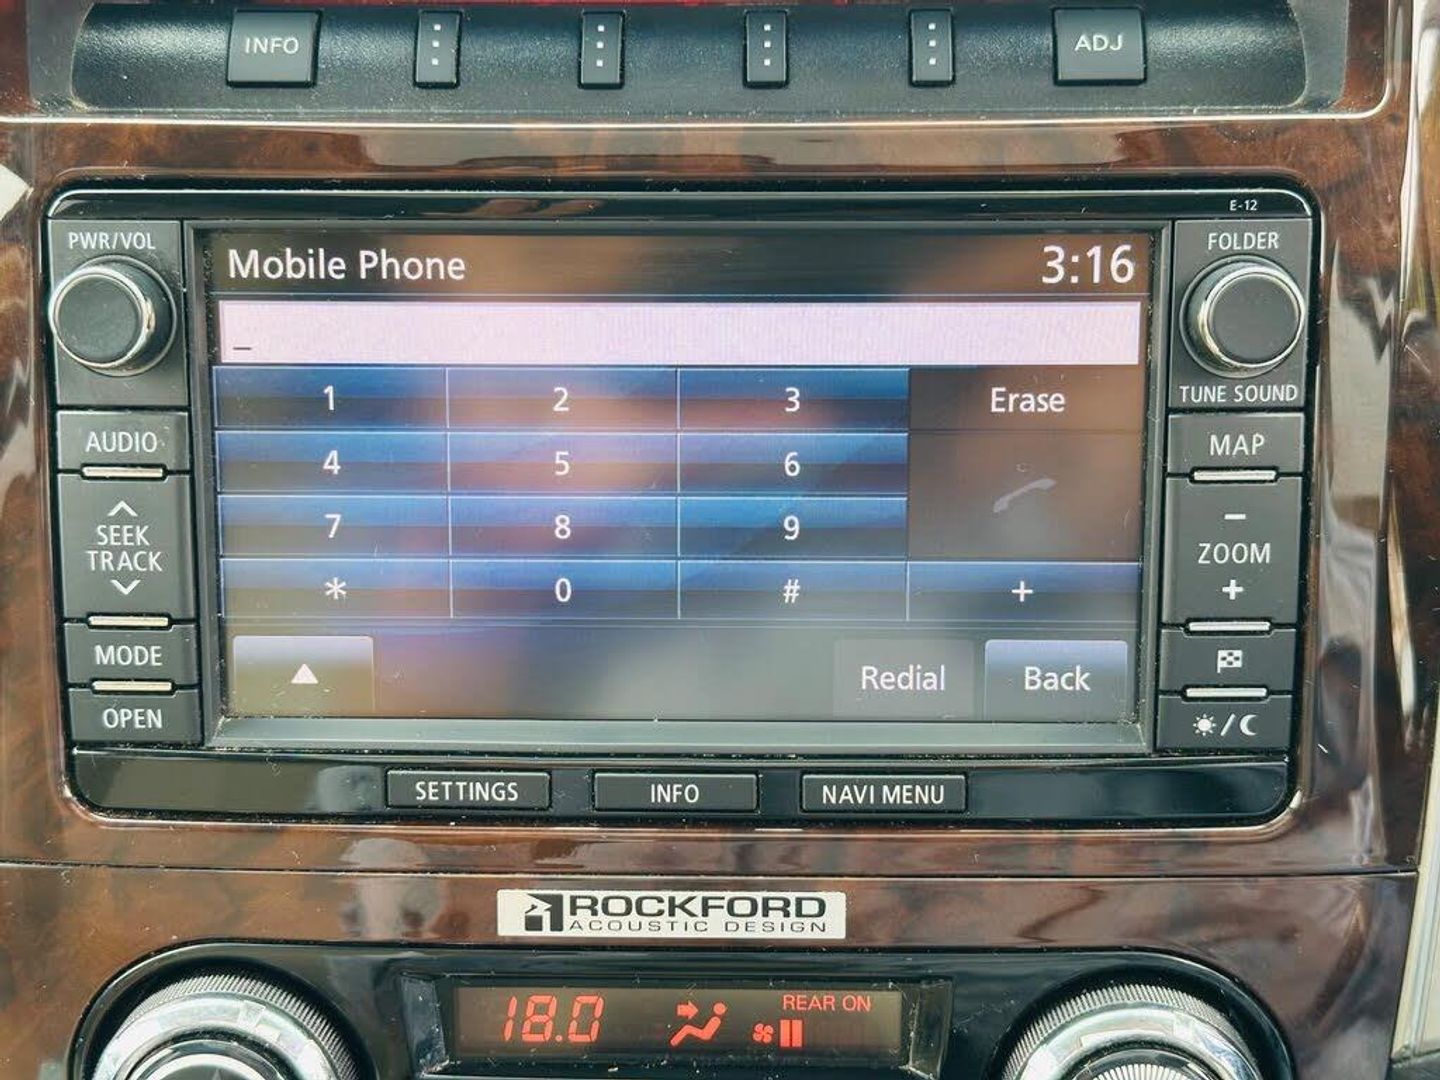 INFO
ADJ
E-12
PWR/VOL
FOLDER
Mobile Phone
3:16
_
TUNE SOUND
1 2 3 Erase
4 5 6
7 8 9
* 0 # +
Redial Back
AUDIO
SEEK
TRACK
MODE
OPEN
MAP
−
ZOOM
+
/
SETTINGS
INFO
NAVI MENU
ROCKFORD
ACOUSTIC DESIGN
18.0
REAR ON